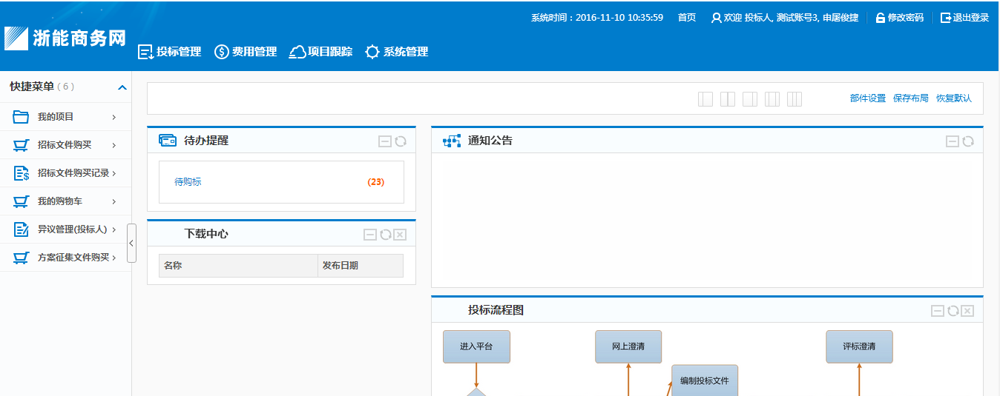 系统时间：2016-11-10 10:35:59 首页 欢迎 投标人, 测试账号3, 申居俊捷 修改密码 退出登录
浙能商务网
投标管理 费用管理 项目跟踪 系统管理
快捷菜单 ( 6 )
我的项目
招标文件购买
招标文件购买记录
我的购物车
异议管理(投标人)
方案征集文件购买
部件设置 保存布局 恢复默认
待办提醒
待购标 (23)
下载中心
名称 发布日期
通知公告
投标流程图
进入平台 网上澄清 评标澄清
编制投标文件